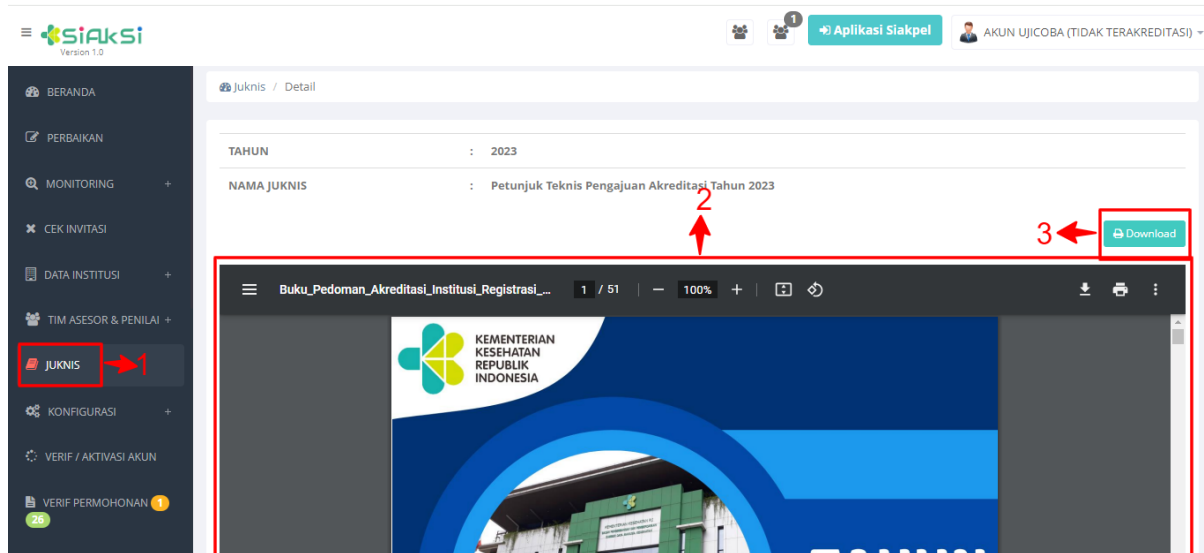 SiAkSi
Version 1.0
1
Aplikasi Siakpel
AKUN UJICOBA (TIDAK TERAKREDITASI)
BERANDA
PERBAIKAN
MONITORING +
CEK INVITASI
DATA INSTITUSI +
TIM ASESOR & PENILAI +
JUKNIS
1
KONFIGURASI +
VERIF / AKTIVASI AKUN
VERIF PERMOHONAN 1
26
Juknis / Detail
TAHUN : 2023
NAMA JUKNIS : Petunjuk Teknis Pengajuan Akreditasi Tahun 2023
2
3
Download
Buku_Pedoman_Akreditasi_Institusi_Registrasi_... 1 / 51 | − 100% + |
KEMENTERIAN
KESEHATAN
REPUBLIK
INDONESIA